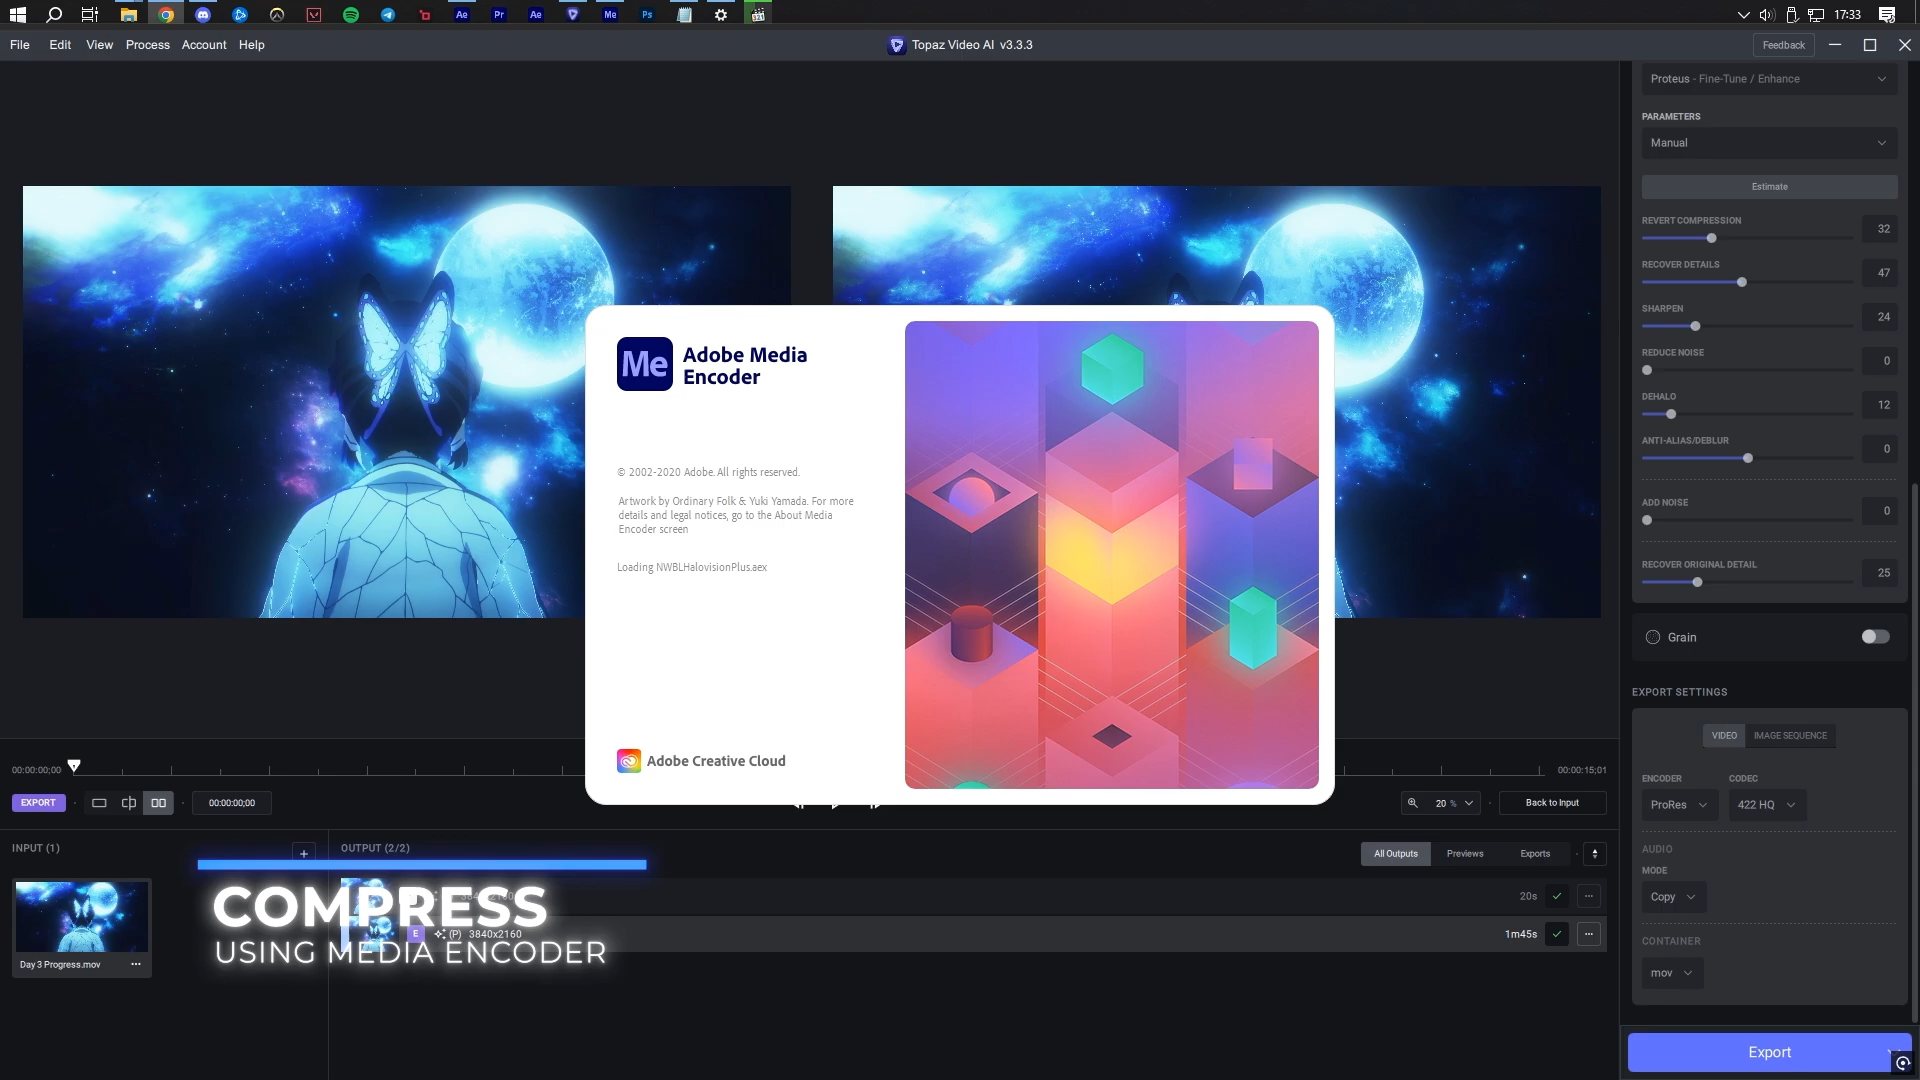 Ae
Pr
Ae
Me
Ps
17:33
File
Edit
View
Process
Account
Help
Topaz Video AI v3.3.3
Feedback
Proteus - Fine-Tune / Enhance
PARAMETERS
Manual
Estimate
REVERT COMPRESSION
32
RECOVER DETAILS
47
SHARPEN
24
REDUCE NOISE
0
DEHALO
12
ANTI-ALIAS/DEBLUR
0
ADD NOISE
0
RECOVER ORIGINAL DETAIL
25
Grain
EXPORT SETTINGS
VIDEO
IMAGE SEQUENCE
ENCODER
CODEC
ProRes
422 HQ
AUDIO
MODE
Copy
CONTAINER
mov
Export
Me
Adobe Media
Encoder
© 2002-2020 Adobe. All rights reserved.
Artwork by Ordinary Folk & Yuki Yamada. For more
details and legal notices, go to the About Media
Encoder screen
Loading NWBLHalovisionPlus.aex
Adobe Creative Cloud
00:00:00;00
00:00:15;01
EXPORT
00:00:00;00
20 %
Back to Input
INPUT (1)
OUTPUT (2/2)
All Outputs
Previews
Exports
20s
E
(P) 3840x2160
1m45s
Day 3 Progress.mov
COMPRESS
USING MEDIA ENCODER